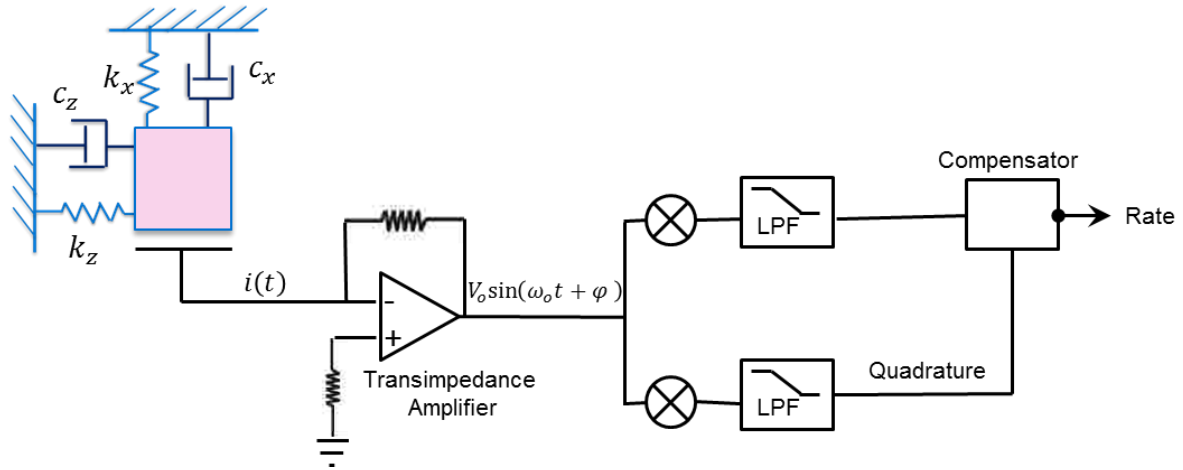 k_x
c_x
c_z
k_z
i(t)
-
+
V_o sin(ω_o t + φ )
Transimpedance
Amplifier
LPF
LPF
Quadrature
Compensator
Rate